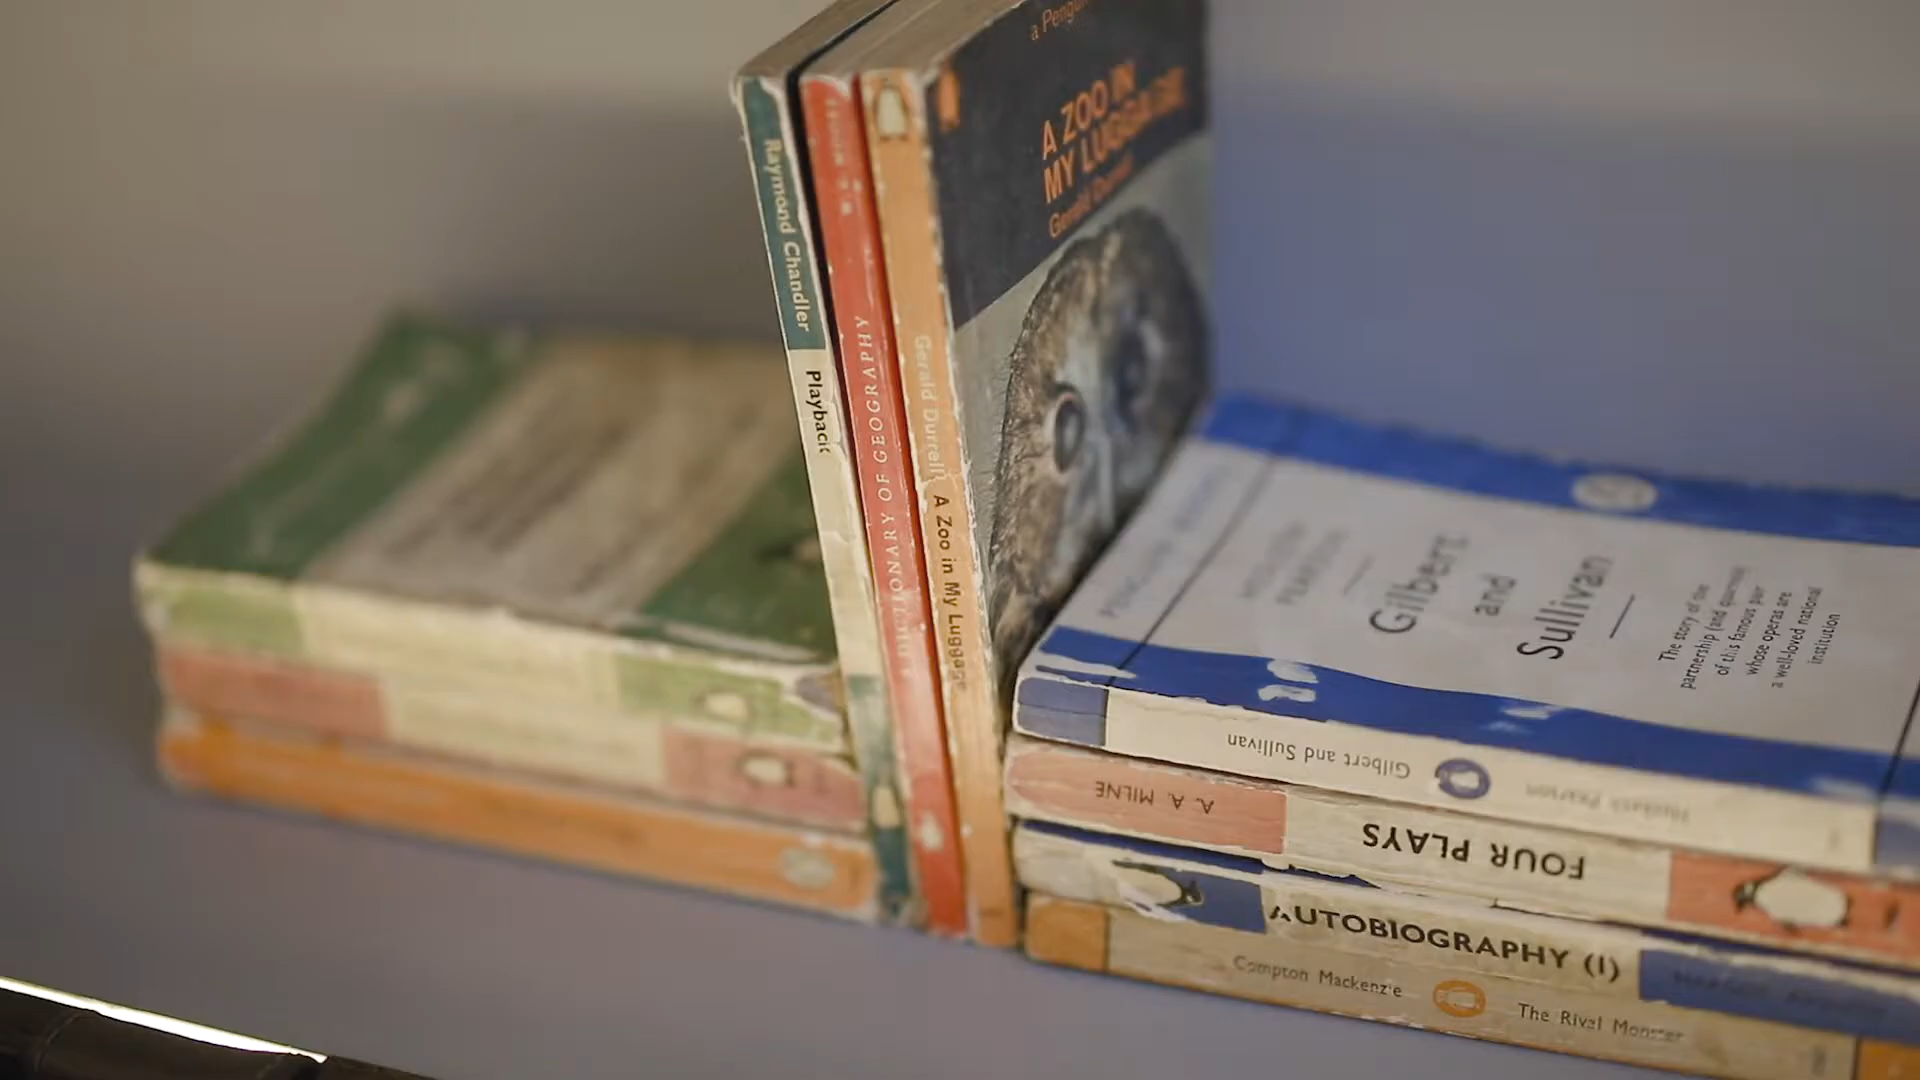 a Penguin
A ZOO IN
MY LUGGAGE
Gerald Durrell
Raymond Chandler
Playback
DICTIONARY OF GEOGRAPHY
Gerald Durrell
A Zoo in My Luggage
Gilbert
and
Sullivan
The story of the
partnership (and quarrels)
of this famous pair
whose operas are
a well-loved national
institution
Gilbert and Sullivan
Hesketh Pearson
A. A. MILNE
FOUR PLAYS
AUTOBIOGRAPHY (I)
Compton Mackenzie
The Rival Monster